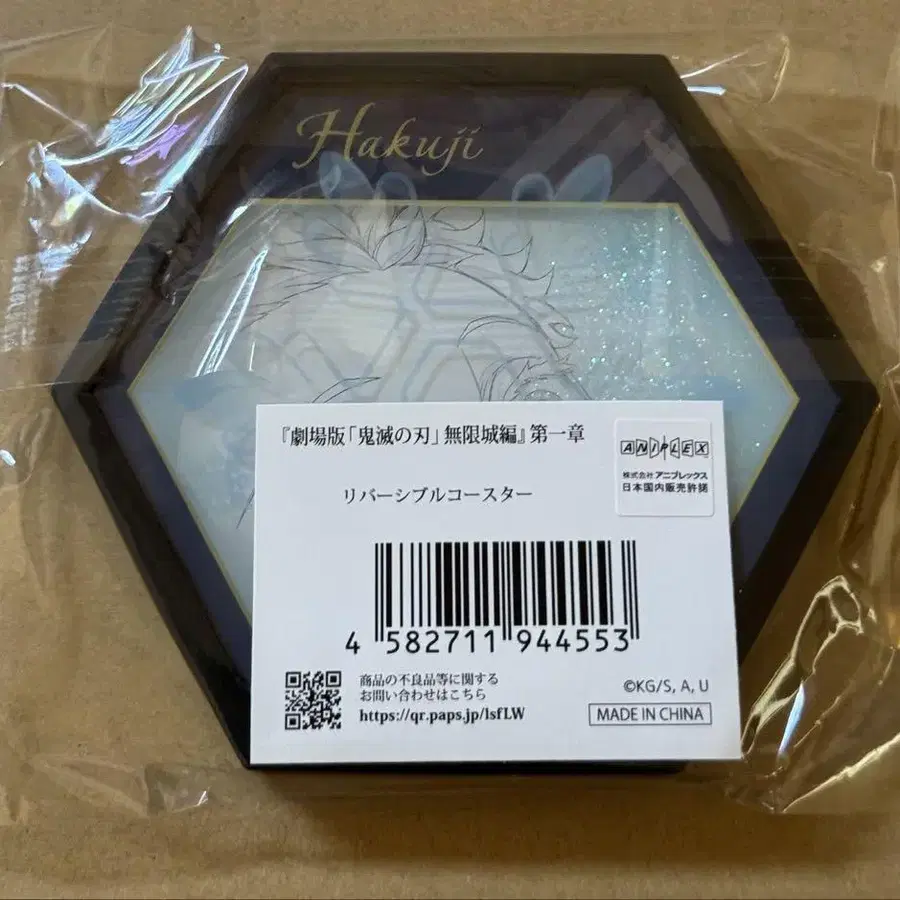 Hakuji
『劇場版「鬼滅の刃」無限城編』第一章
ANIPLEX
株式会社アニプレックス
日本国内販売許諾
リバーシブルコースター
4 582711 944553
商品の不良品等に関する
お問い合わせはこちら
https://qr.paps.jp/lsfLW
©KG/S, A, U
MADE IN CHINA